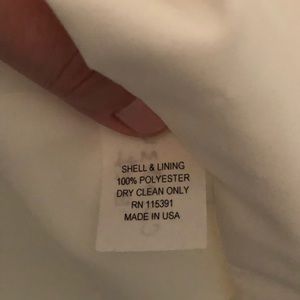 SHELL & LINING
100% POLYESTER
DRY CLEAN ONLY
RN 115391
MADE IN USA